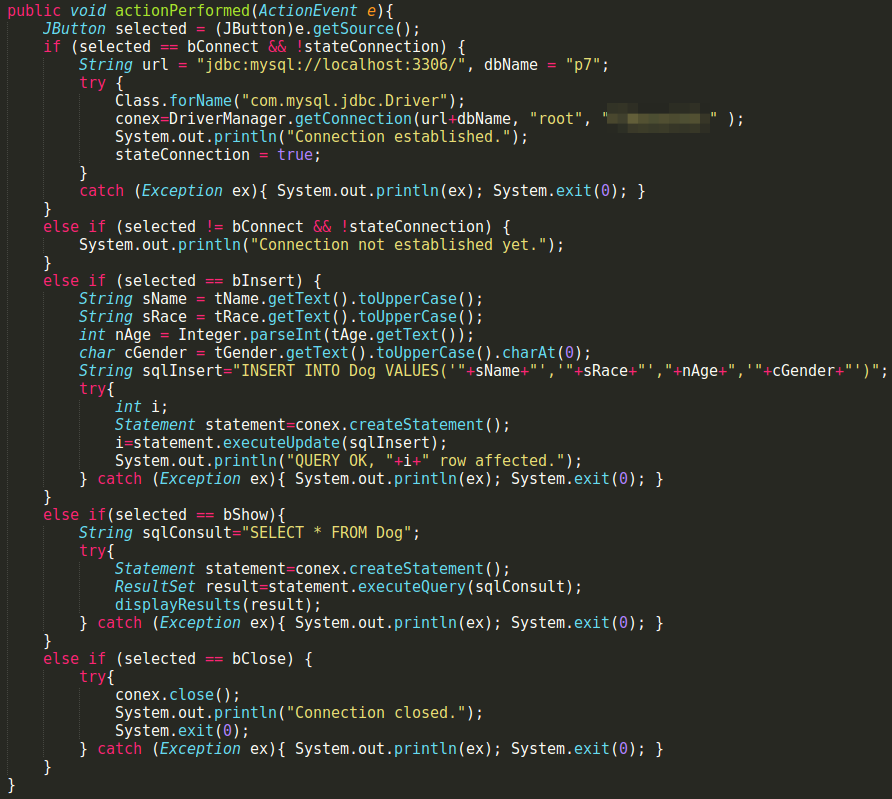 public void actionPerformed(ActionEvent e){
    JButton selected = (JButton)e.getSource();
    if (selected == bConnect && !stateConnection) {
        String url = "jdbc:mysql://localhost:3306/", dbName = "p7";
        try {
            Class.forName("com.mysql.jdbc.Driver");
            conex=DriverManager.getConnection(url+dbName, "root", "" );
            System.out.println("Connection established.");
            stateConnection = true;
        }
        catch (Exception ex){ System.out.println(ex); System.exit(0); }
    }
    else if (selected != bConnect && !stateConnection) {
        System.out.println("Connection not established yet.");
    }
    else if (selected == bInsert) {
        String sName = tName.getText().toUpperCase();
        String sRace = tRace.getText().toUpperCase();
        int nAge = Integer.parseInt(tAge.getText());
        char cGender = tGender.getText().toUpperCase().charAt(0);
        String sqlInsert="INSERT INTO Dog VALUES('"+sName+"','"+sRace+"',"+nAge+",'"+cGender+"')";
        try{
            int i;
            Statement statement=conex.createStatement();
            i=statement.executeUpdate(sqlInsert);
            System.out.println("QUERY OK, "+i+" row affected.");
        } catch (Exception ex){ System.out.println(ex); System.exit(0); }
    }
    else if(selected == bShow){
        String sqlConsult="SELECT * FROM Dog";
        try{
            Statement statement=conex.createStatement();
            ResultSet result=statement.executeQuery(sqlConsult);
            displayResults(result);
        } catch (Exception ex){ System.out.println(ex); System.exit(0); }
    }
    else if (selected == bClose) {
        try{
            conex.close();
            System.out.println("Connection closed.");
            System.exit(0);
        } catch (Exception ex){ System.out.println(ex); System.exit(0); }
    }
}